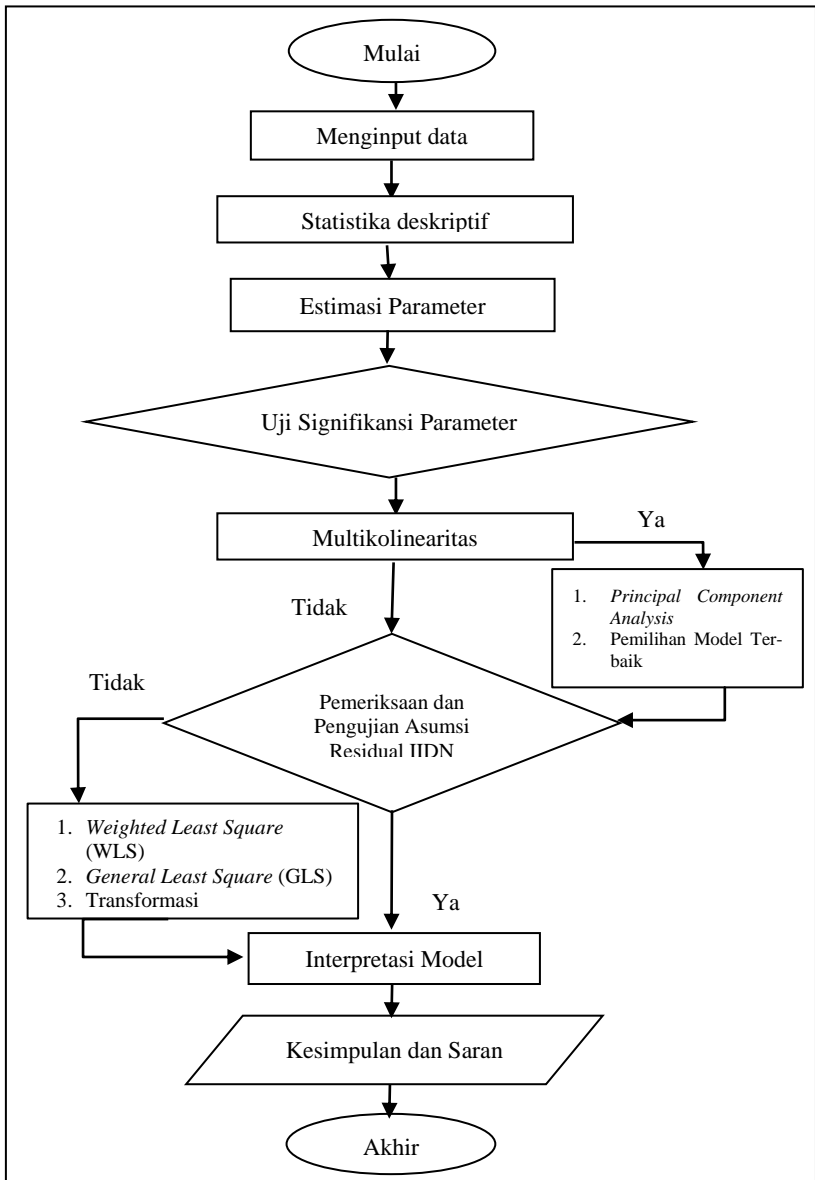 Mulai
Menginput data
Statistika deskriptif
Estimasi Parameter
Uji Signifikansi Parameter
Multikolinearitas
Ya
1. Principal Component
Analysis
2. Pemilihan Model Ter-
baik
Tidak
Pemeriksaan dan
Pengujian Asumsi
Residual IIDN
Tidak
1. Weighted Least Square
(WLS)
2. General Least Square (GLS)
3. Transformasi
Ya
Interpretasi Model
Kesimpulan dan Saran
Akhir